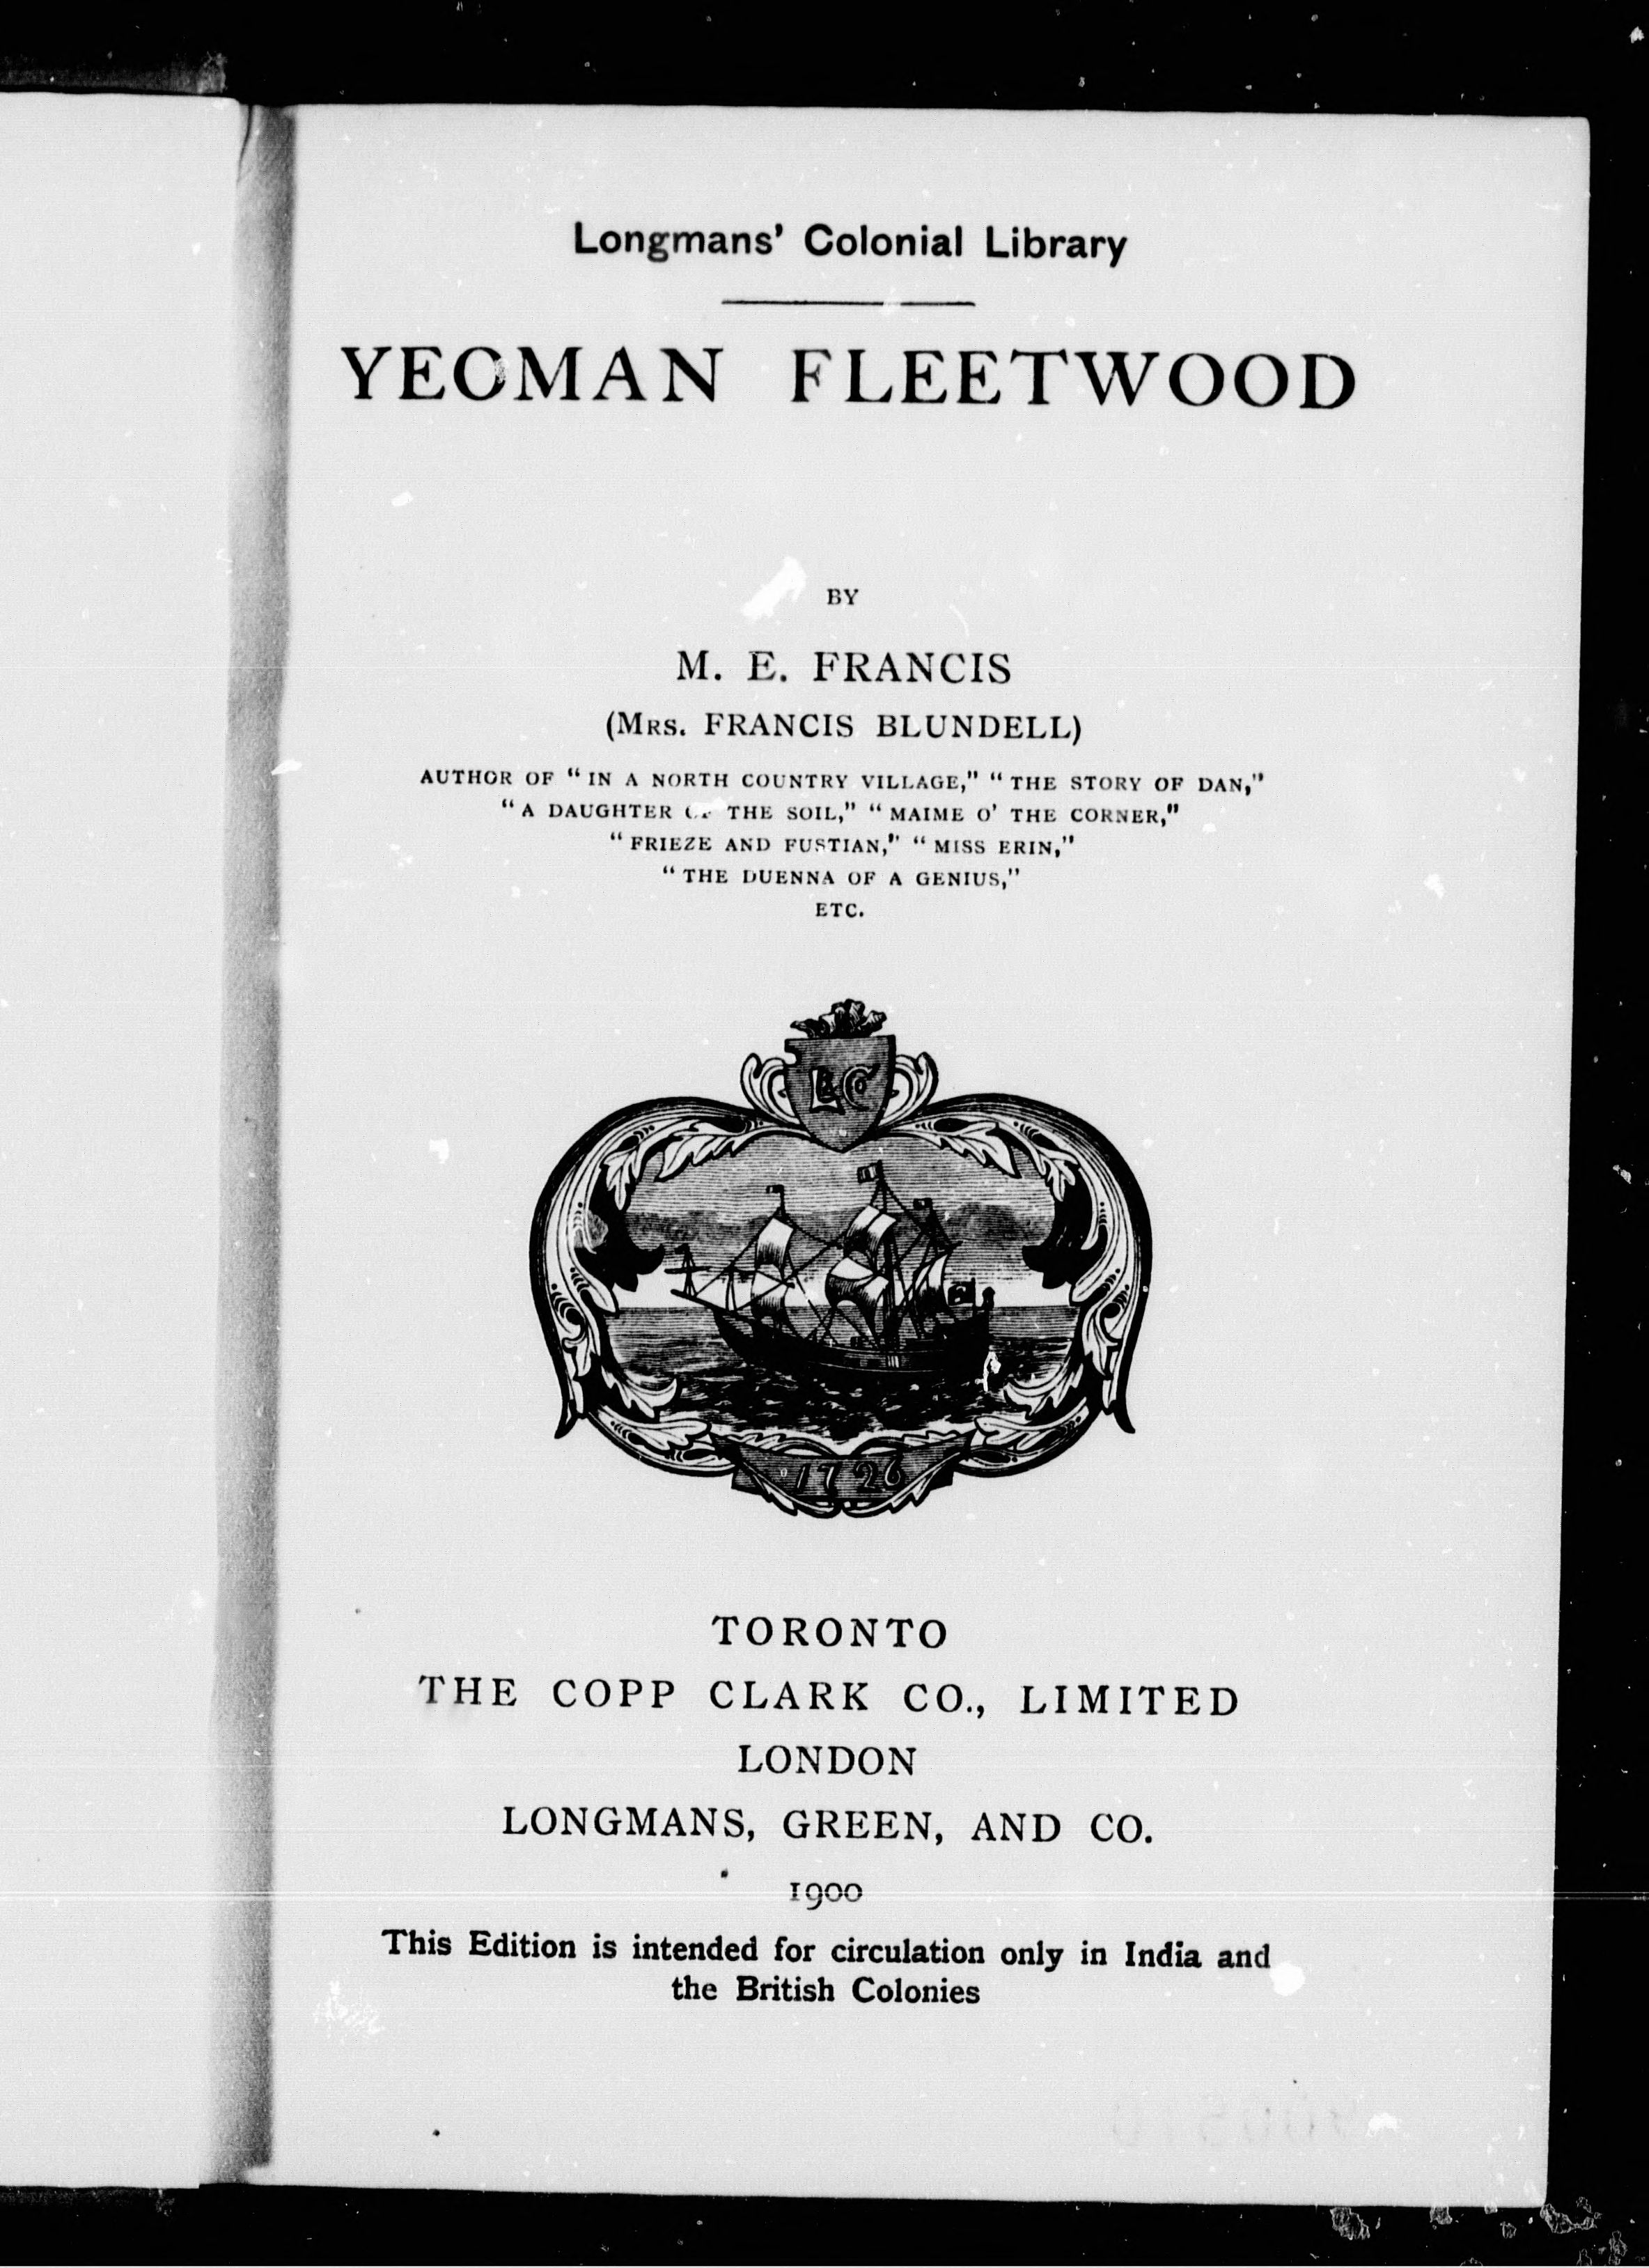 Longmans' Colonial Library
YEOMAN FLEETWOOD
BY
M. E. FRANCIS
(MRS. FRANCIS BLUNDELL)
AUTHOR OF "IN A NORTH COUNTRY VILLAGE," "THE STORY OF DAN,"
"A DAUGHTER OF THE SOIL," "MAIME O' THE CORNER,"
"FRIEZE AND FUSTIAN," "MISS ERIN,"
"THE DUENNA OF A GENIUS,"
ETC.
L&Co
1726
TORONTO
THE COPP CLARK CO., LIMITED
LONDON
LONGMANS, GREEN, AND CO.
1900
This Edition is intended for circulation only in India and
the British Colonies